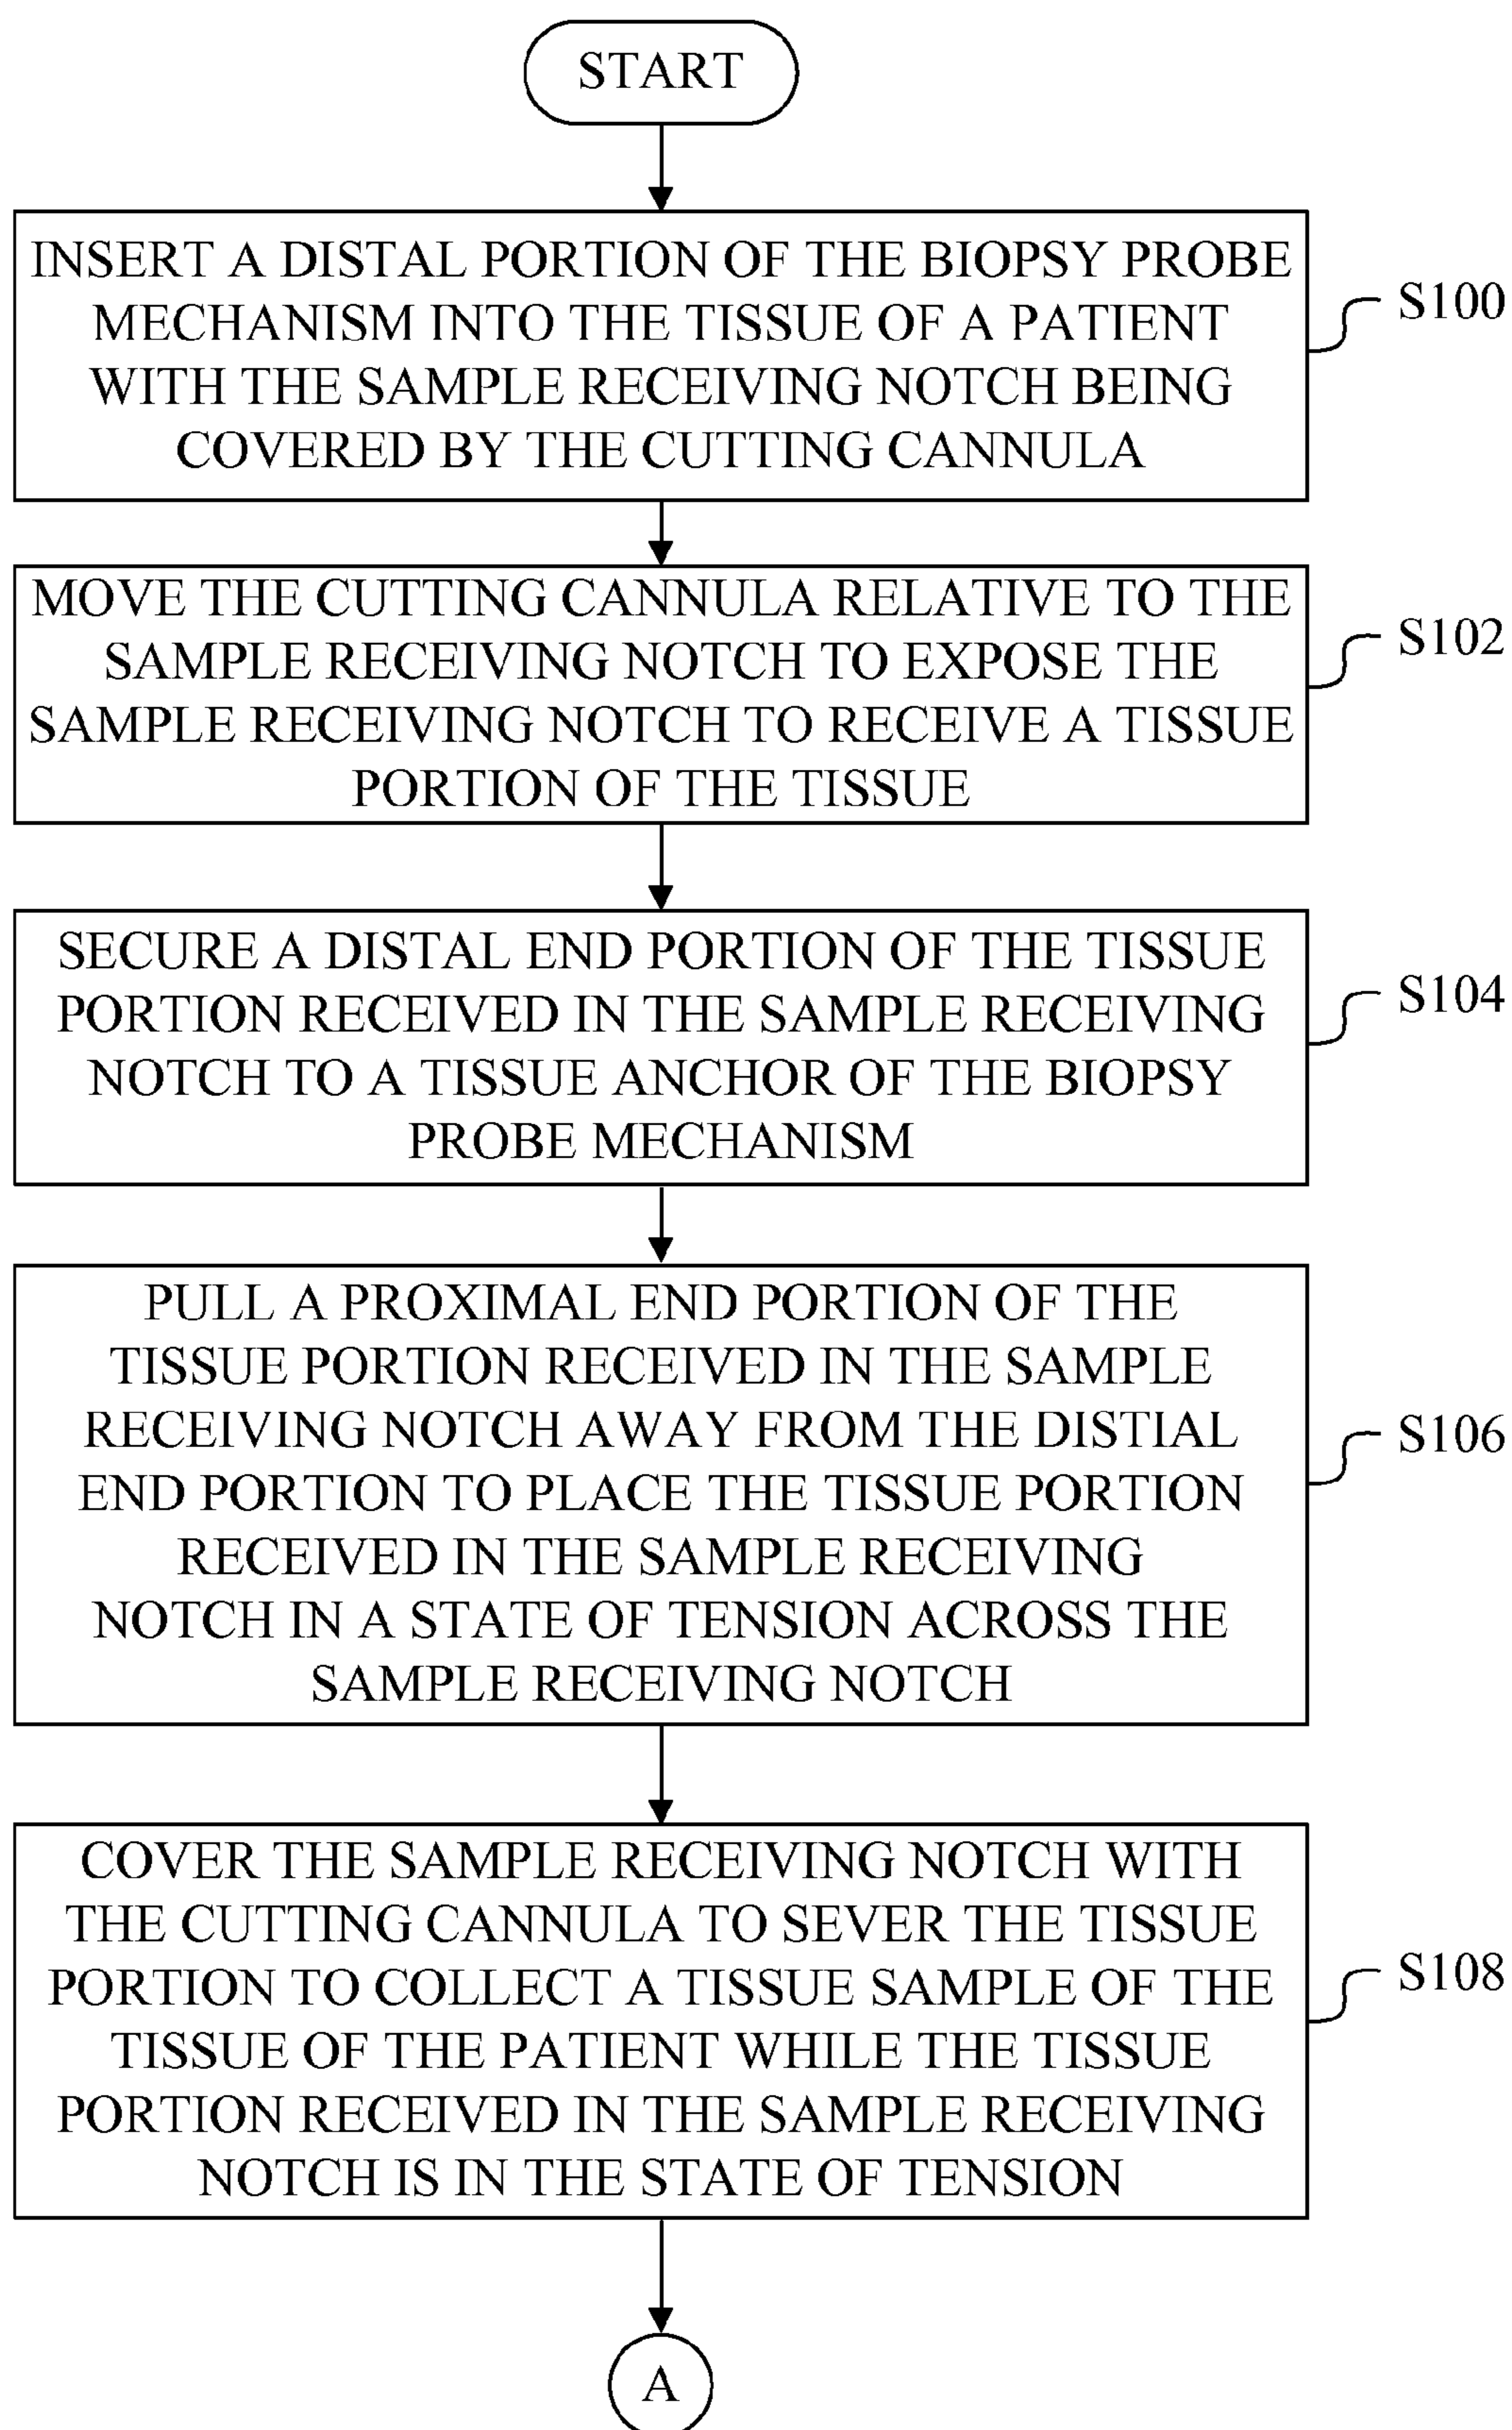 START
INSERT A DISTAL PORTION OF THE BIOPSY PROBE
MECHANISM INTO THE TISSUE OF A PATIENT
WITH THE SAMPLE RECEIVING NOTCH BEING
COVERED BY THE CUTTING CANNULA
S100
MOVE THE CUTTING CANNULA RELATIVE TO THE
SAMPLE RECEIVING NOTCH TO EXPOSE THE
SAMPLE RECEIVING NOTCH TO RECEIVE A TISSUE
PORTION OF THE TISSUE
S102
SECURE A DISTAL END PORTION OF THE TISSUE
PORTION RECEIVED IN THE SAMPLE RECEIVING
NOTCH TO A TISSUE ANCHOR OF THE BIOPSY
PROBE MECHANISM
S104
PULL A PROXIMAL END PORTION OF THE
TISSUE PORTION RECEIVED IN THE SAMPLE
RECEIVING NOTCH AWAY FROM THE DISTIAL
END PORTION TO PLACE THE TISSUE PORTION
RECEIVED IN THE SAMPLE RECEIVING
NOTCH IN A STATE OF TENSION ACROSS THE
SAMPLE RECEIVING NOTCH
S106
COVER THE SAMPLE RECEIVING NOTCH WITH
THE CUTTING CANNULA TO SEVER THE TISSUE
PORTION TO COLLECT A TISSUE SAMPLE OF THE
TISSUE OF THE PATIENT WHILE THE TISSUE
PORTION RECEIVED IN THE SAMPLE RECEIVING
NOTCH IS IN THE STATE OF TENSION
S108
A